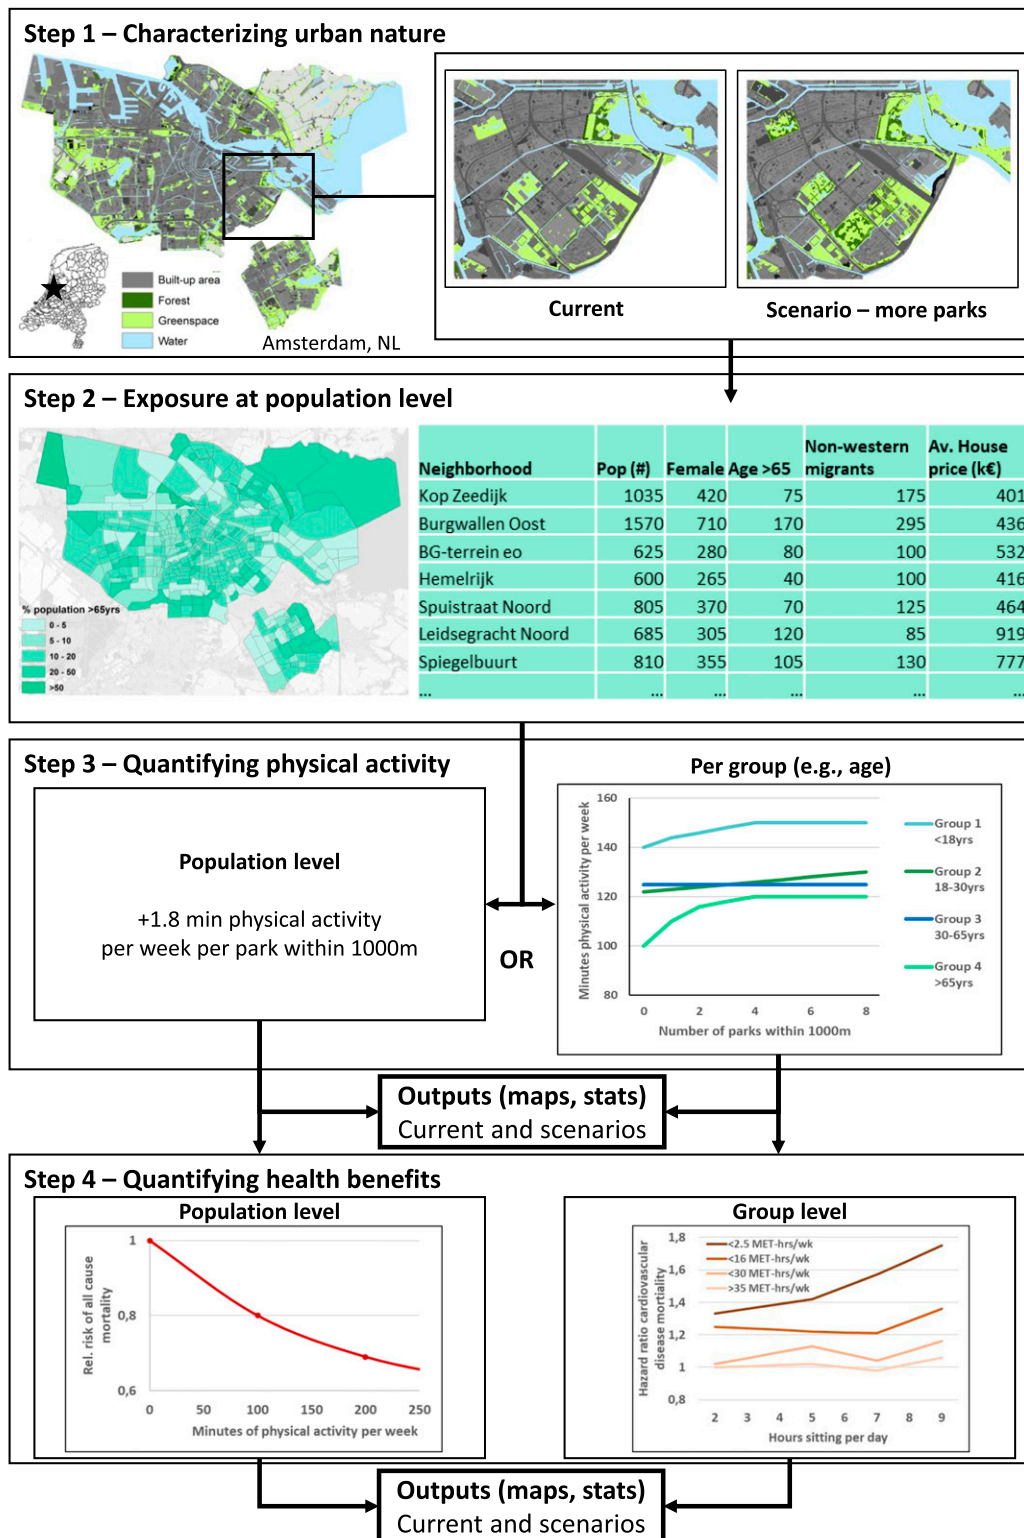 Step 1 – Characterizing urban nature
Built-up area
Forest
Greenspace
Water
Amsterdam, NL
Current
Scenario – more parks
Step 2 – Exposure at population level
% population >65yrs
0 - 5
5 - 10
10 - 20
20 - 50
>50
Neighborhood Pop (#) Female Age >65 Non-western migrants Av. House price (k€)
Kop Zeedijk 1035 420 75 175 401
Burgwallen Oost 1570 710 170 295 436
BG-terrein eo 625 280 80 100 532
Hemelrijk 600 265 40 100 416
Spuistraat Noord 805 370 70 125 464
Leidsegracht Noord 685 305 120 85 919
Spiegelbuurt 810 355 105 130 777
... ... ... ... ... ...
Step 3 – Quantifying physical activity
Population level
+1.8 min physical activity
per week per park within 1000m
OR
Per group (e.g., age)
Minutes physical activity per week
160
140
120
100
80
0 2 4 6 8
Number of parks within 1000m
Group 1
<18yrs
Group 2
18-30yrs
Group 3
30-65yrs
Group 4
>65yrs
Outputs (maps, stats)
Current and scenarios
Step 4 – Quantifying health benefits
Population level
Rel. risk of all cause
mortality
1
0,8
0,6
0 50 100 150 200 250
Minutes of physical activity per week
Group level
Hazard ratio cardiovascular
disease mortiality
1,8
1,6
1,4
1,2
1
0,8
<2.5 MET-hrs/wk
<16 MET-hrs/wk
<30 MET-hrs/wk
>35 MET-hrs/wk
2 3 4 5 6 7 8 9
Hours sitting per day
Outputs (maps, stats)
Current and scenarios